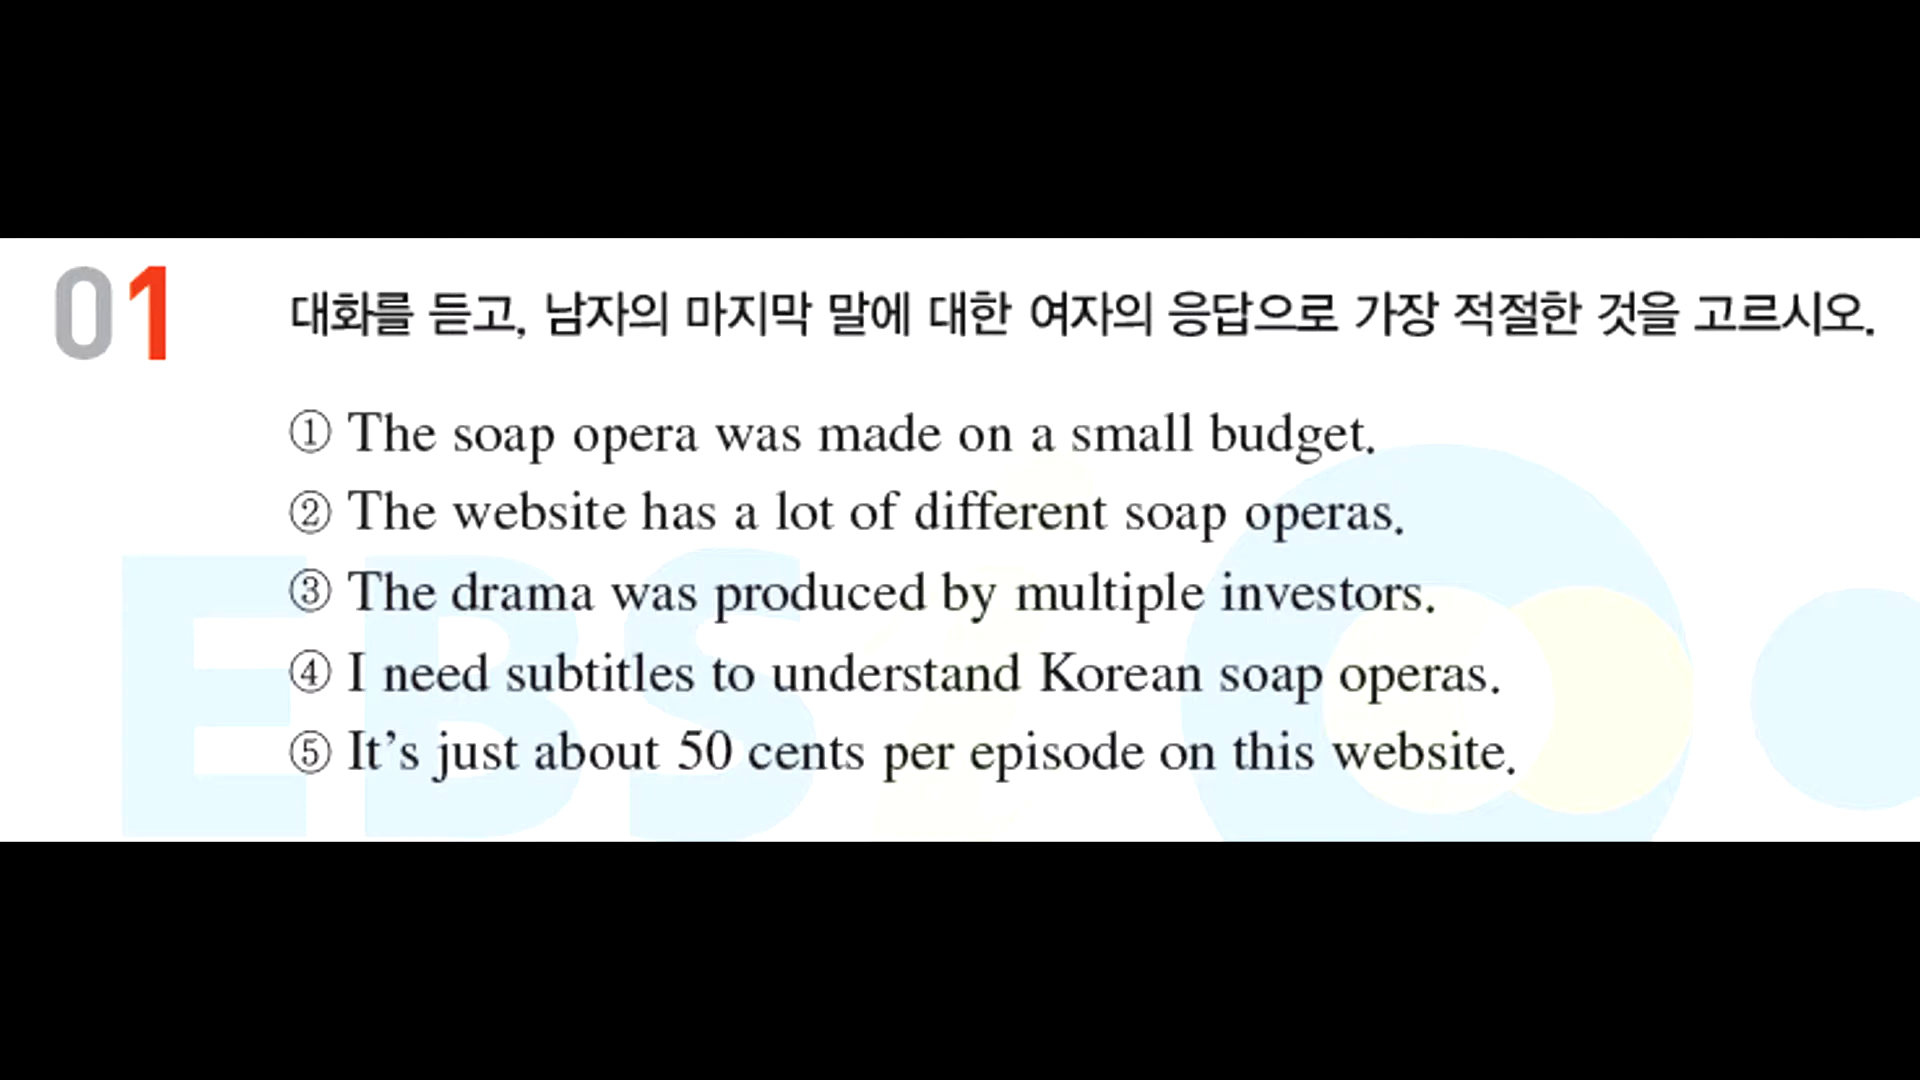 01
대화를 듣고, 남자의 마지막 말에 대한 여자의 응답으로 가장 적절한 것을 고르시오.
① The soap opera was made on a small budget.
② The website has a lot of different soap operas.
③ The drama was produced by multiple investors.
④ I need subtitles to understand Korean soap operas.
⑤ It's just about 50 cents per episode on this website.
EBS